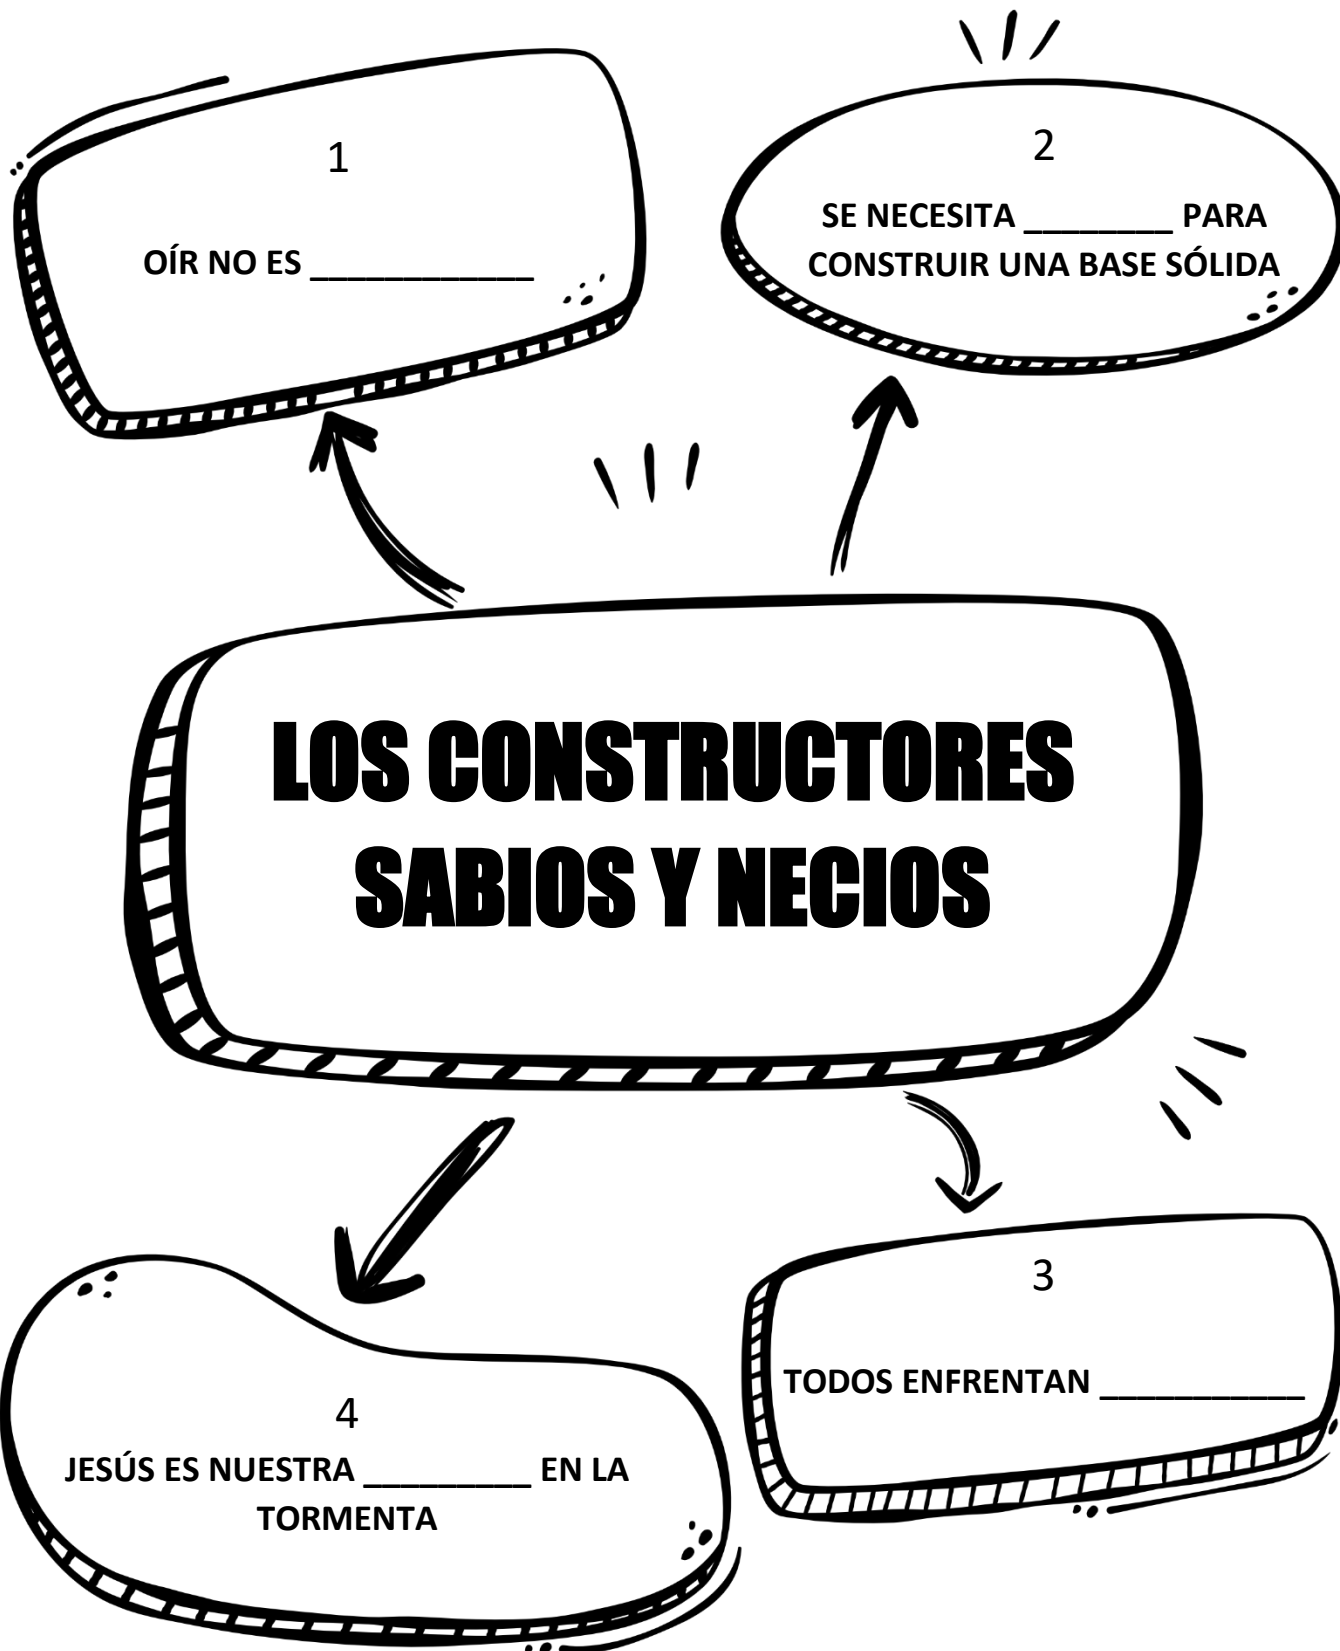 1
OÍR NO ES ____________
2
SE NECESITA ________ PARA
CONSTRUIR UNA BASE SÓLIDA
LOS CONSTRUCTORES
SABIOS Y NECIOS
3
TODOS ENFRENTAN ___________
4
JESÚS ES NUESTRA _________ EN LA
TORMENTA